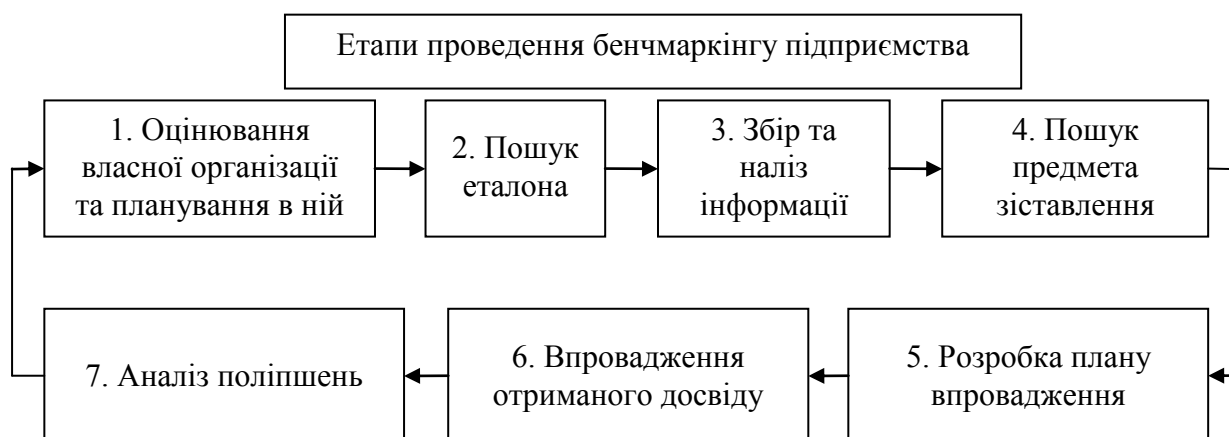 Етапи проведення бенчмаркінгу підприємства
1. Оцінювання
власної організації
та планування в ній
2. Пошук
еталона
3. Збір та
наліз
інформації
4. Пошук
предмета
зіставлення
5. Розробка плану
впровадження
6. Впровадження
отриманого досвіду
7. Аналіз поліпшень